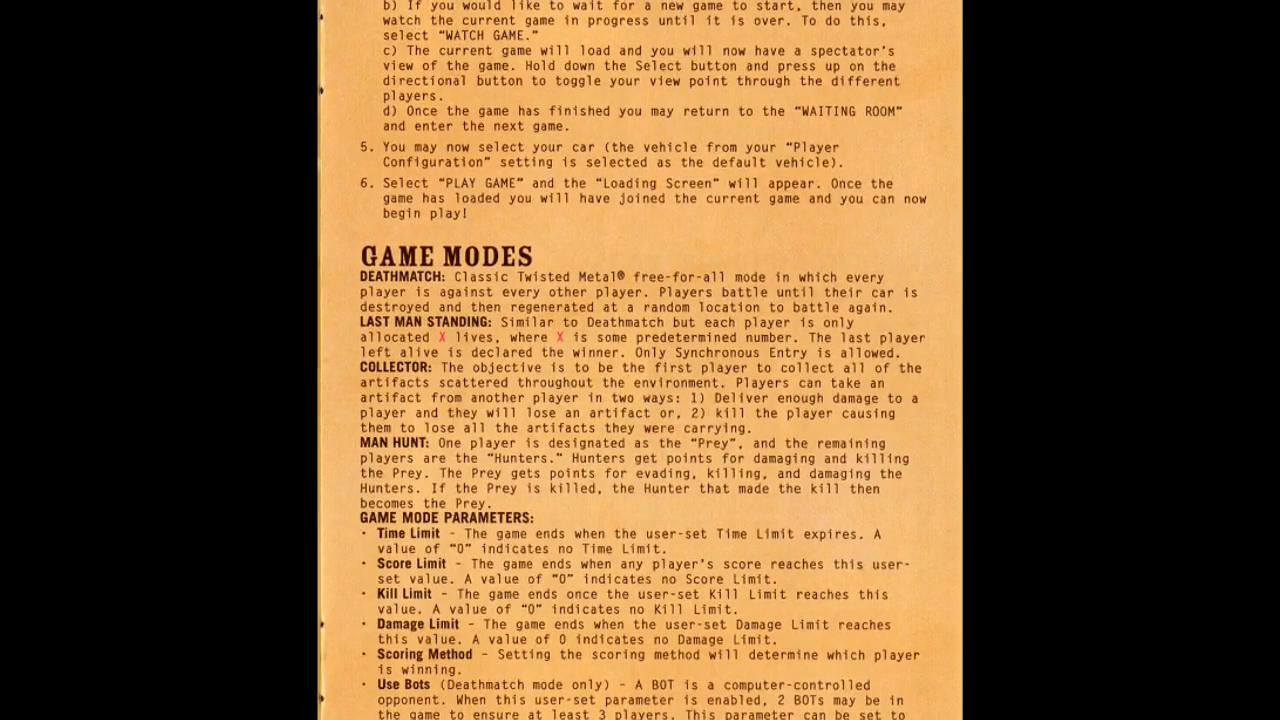 b) If you would like to wait for a new game to start, then you may
watch the current game in progress until it is over. To do this,
select “WATCH GAME.”
c) The current game will load and you will now have a spectator’s
view of the game. Hold down the Select button and press up on the
directional button to toggle your view point through the different
players.
d) Once the game has finished you may return to the “WAITING ROOM”
and enter the next game.
5. You may now select your car (the vehicle from your “Player
Configuration” setting is selected as the default vehicle).
6. Select “PLAY GAME” and the “Loading Screen” will appear. Once the
game has loaded you will have joined the current game and you can now
begin play!
GAME MODES
DEATHMATCH: Classic Twisted Metal® free-for-all mode in which every
player is against every other player. Players battle until their car is
destroyed and then regenerated at a random location to battle again.
LAST MAN STANDING: Similar to Deathmatch but each player is only
allocated X lives, where X is some predetermined number. The last player
left alive is declared the winner. Only Synchronous Entry is allowed.
COLLECTOR: The objective is to be the first player to collect all of the
artifacts scattered throughout the environment. Players can take an
artifact from another player in two ways: 1) Deliver enough damage to a
player and they will lose an artifact or, 2) kill the player causing
them to lose all the artifacts they were carrying.
MAN HUNT: One player is designated as the “Prey”, and the remaining
players are the “Hunters.” Hunters get points for damaging and killing
the Prey. The Prey gets points for evading, killing, and damaging the
Hunters. If the Prey is killed, the Hunter that made the kill then
becomes the Prey.
GAME MODE PARAMETERS:
· Time Limit – The game ends when the user-set Time Limit expires. A
value of “0” indicates no Time Limit.
· Score Limit – The game ends when any player’s score reaches this user-
set value. A value of “0” indicates no Score Limit.
· Kill Limit – The game ends once the user-set Kill Limit reaches this
value. A value of “0” indicates no Kill Limit.
· Damage Limit – The game ends when the user-set Damage Limit reaches
this value. A value of 0 indicates no Damage Limit.
· Scoring Method – Setting the scoring method will determine which player
is winning.
· Use Bots (Deathmatch mode only) – A BOT is a computer-controlled
opponent. When this user-set parameter is enabled, 2 BOTs may be in
the game to ensure at least 3 players. This parameter can be set to